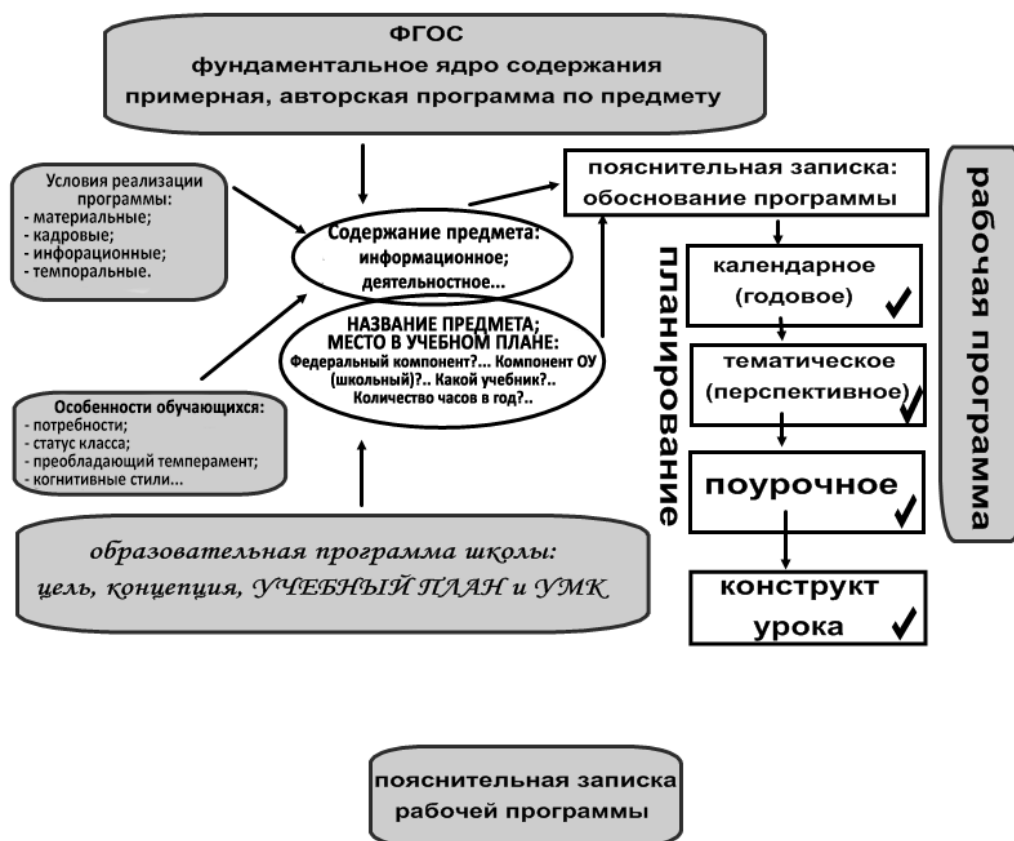 ФГОС
фундаментальное ядро содержания
примерная, авторская программа по предмету
Условия реализации
программы:
- материальные;
- кадровые;
- инфорационные;
- темпоральные.
Содержание предмета:
информационное;
деятельностное...
НАЗВАНИЕ ПРЕДМЕТА;
МЕСТО В УЧЕБНОМ ПЛАНЕ:
Федеральный компонент?... Компонент ОУ
(школьный)?.. Какой учебник?..
Количество часов в год?..
Особенности обучающихся:
- потребности;
- статус класса;
- преобладающий темперамент;
- когнитивные стили...
образовательная программа школы:
цель, концепция, УЧЕБНЫЙ ПЛАН и УМК
пояснительная записка:
обоснование программы
планирование
календарное
(годовое)
тематическое
(перспективное)
поурочное
конструкт
урока
рабочая программа
пояснительная записка
рабочей программы